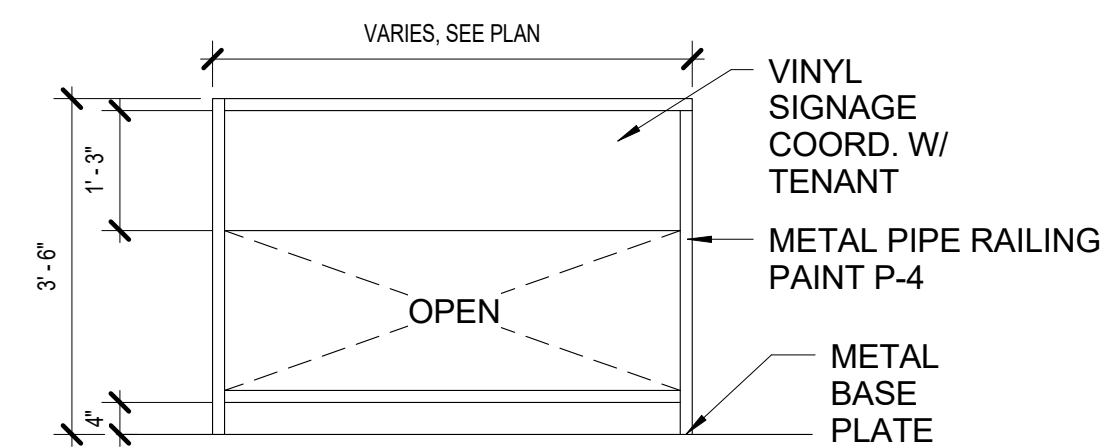 VARIES, SEE PLAN
VINYL
SIGNAGE
COORD. W/
TENANT
1' - 3"
3' - 6"
METAL PIPE RAILING
PAINT P-4
OPEN
METAL
BASE
PLATE
4"